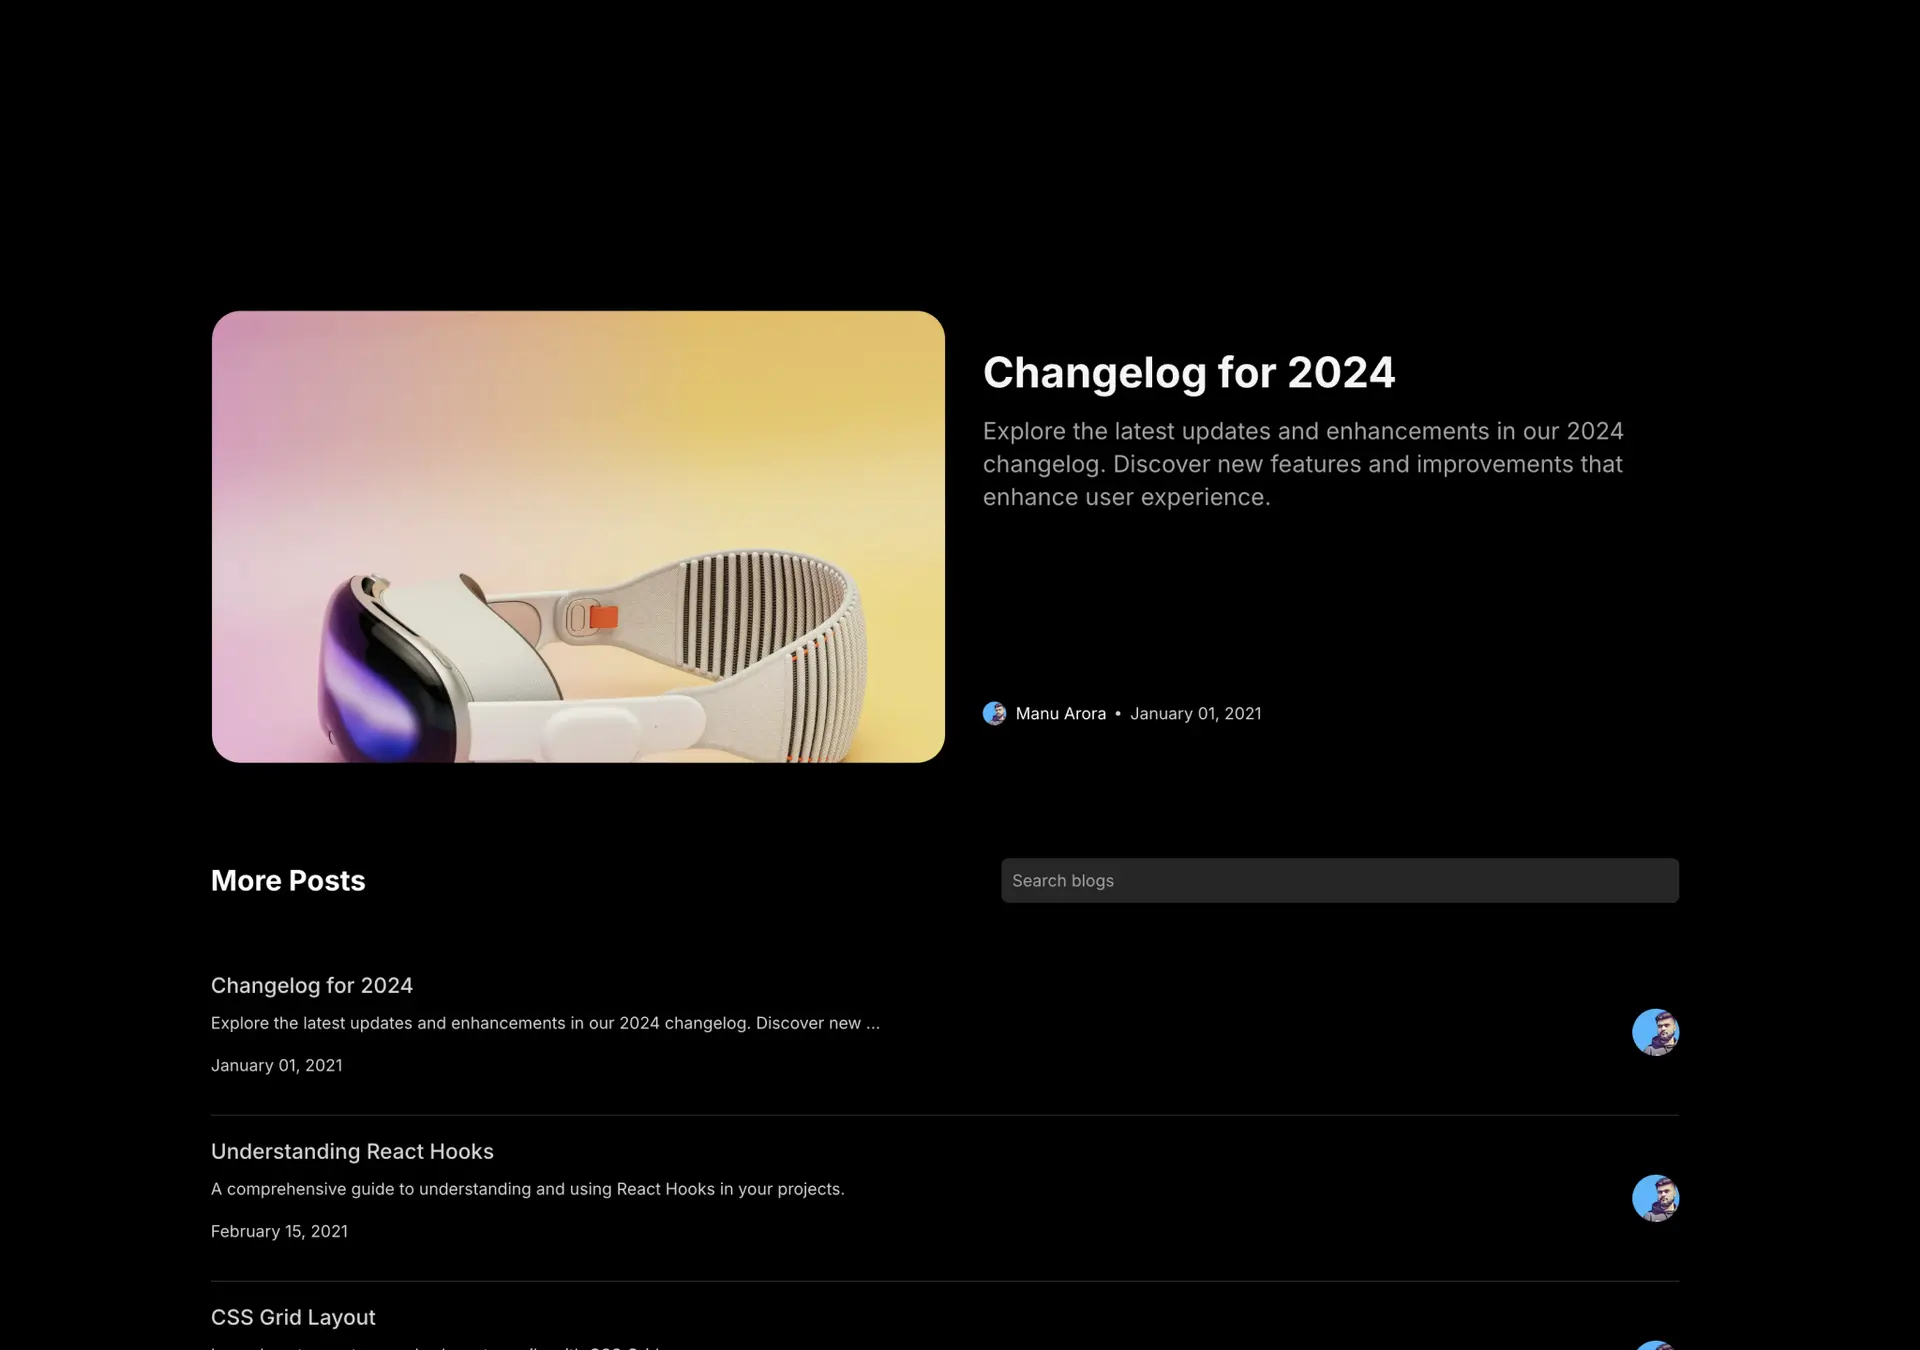 Changelog for 2024
Explore the latest updates and enhancements in our 2024
changelog. Discover new features and improvements that
enhance user experience.
Manu Arora • January 01, 2021
More Posts
Search blogs
Changelog for 2024
Explore the latest updates and enhancements in our 2024 changelog. Discover new ...
January 01, 2021
Understanding React Hooks
A comprehensive guide to understanding and using React Hooks in your projects.
February 15, 2021
CSS Grid Layout